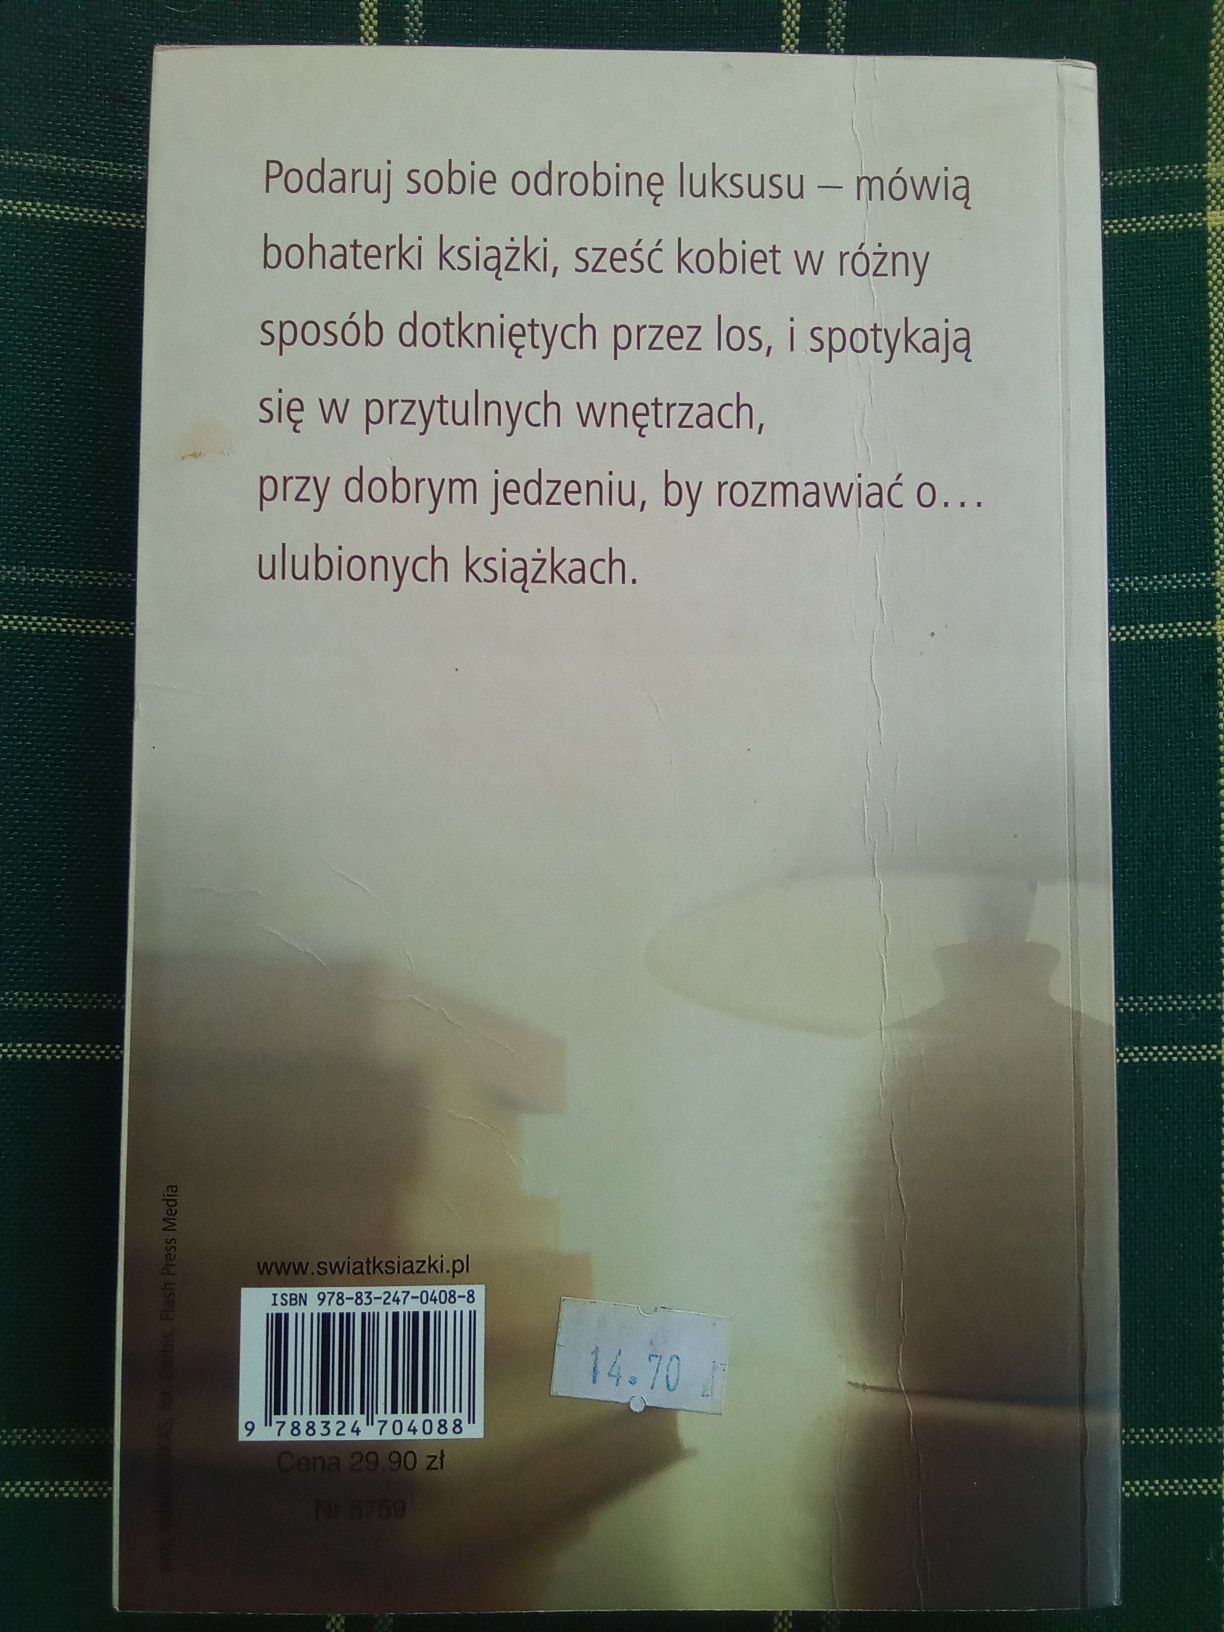 Podaruj sobie odrobinę luksusu – mówią
bohaterki książki, sześć kobiet w różny
sposób dotkniętych przez los, i spotykają
się w przytulnych wnętrzach,
przy dobrym jedzeniu, by rozmawiać o...
ulubionych książkach.
www.swiatksiazki.pl
ISBN 978-83-247-0408-8
9 788324 704088
Cena 29.90 zł
Nr 5759
14.70
fot. Corbis, Flash Press Media